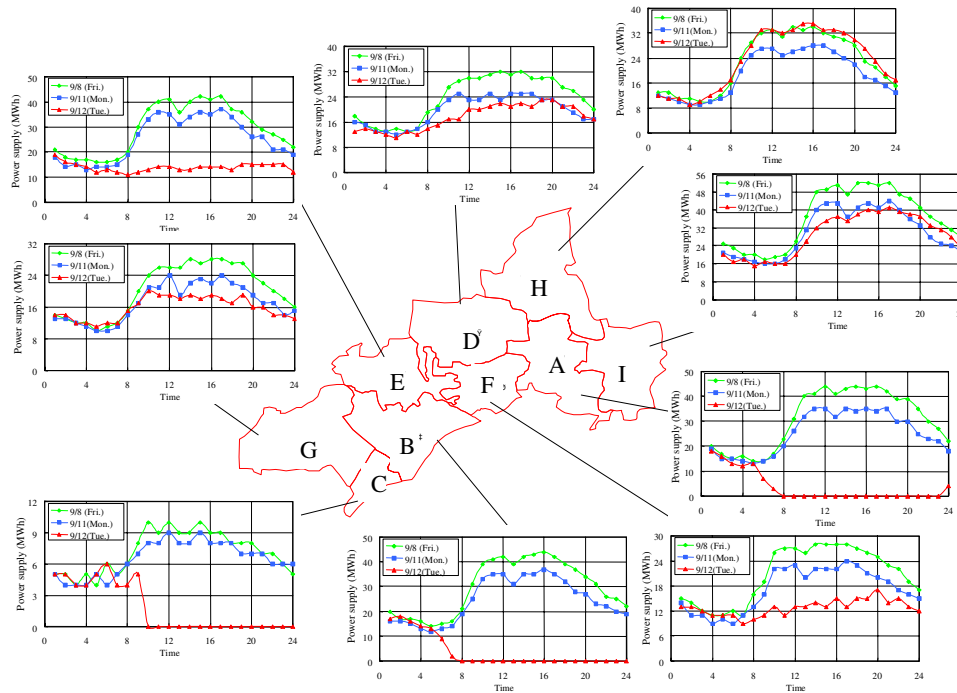 Power supply (MWh)
40
32
24
16
8
0
9/8 (Fri.)
9/11(Mon.)
9/12(Tue.)
0 4 8 12 16 20 24
Time
Power supply (MWh)
40
32
24
16
8
0
9/8 (Fri.)
9/11(Mon.)
9/12(Tue.)
0 4 8 12 16 20 24
Time
Power supply (MWh)
50
40
30
20
10
0
9/8 (Fri.)
9/11(Mon.)
9/12(Tue.)
0 4 8 12 16 20 24
Time
Power supply (MWh)
56
48
40
32
24
16
8
0
9/8 (Fri.)
9/11(Mon.)
9/12(Tue.)
0 4 8 12 16 20
Time
Power supply (MWh)
32
24
16
8
0
9/8 (Fri.)
9/11(Mon.)
9/12(Tue.)
0 4 8 12 16 20 24
Time
H
D
A
I
E
F
B
G
C
Power supply (MWh)
50
40
30
20
10
0
9/8 (Fri.)
9/11(Mon.)
9/12(Tue.)
0 4 8 12 16 20 24
Time
Power supply (MWh)
12
9
6
3
0
9/8 (Fri.)
9/11(Mon.)
9/12(Tue.)
0 4 8 12 16 20 24
Time
Power supply (MWh)
50
40
30
20
10
0
9/8 (Fri.)
9/11(Mon.)
9/12(Tue.)
0 4 8 12 16 20 24
Time
Power supply (MWh)
30
24
18
12
6
0
9/8 (Fri.)
9/11(Mon.)
9/12(Tue.)
0 4 8 12 16 20 24
Time